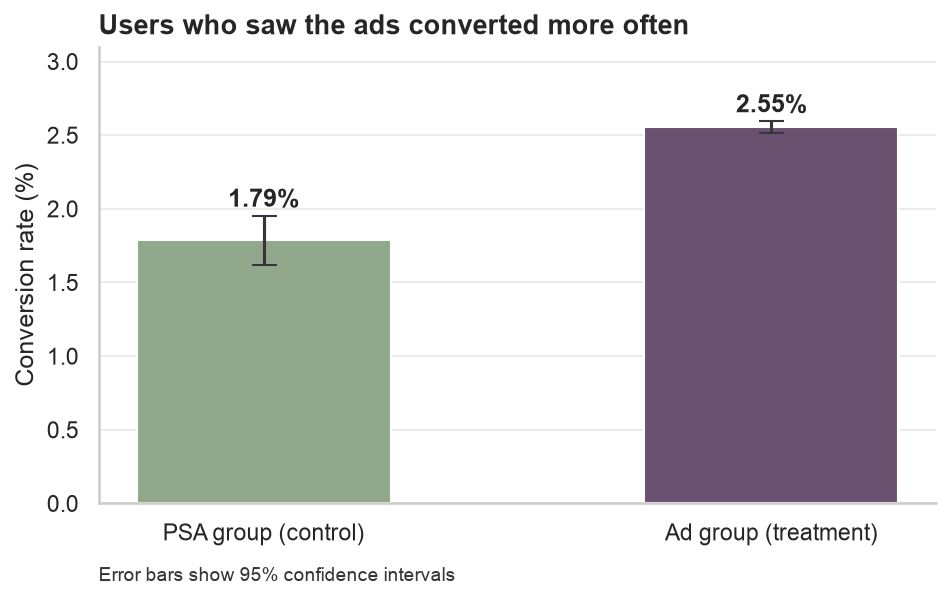 Users who saw the ads converted more often
3.0
2.5
2.0
1.5
1.0
0.5
0.0
Conversion rate (%)
1.79%
2.55%
PSA group (control)
Ad group (treatment)
Error bars show 95% confidence intervals